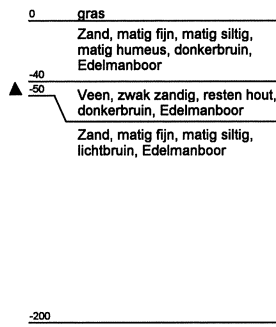 0 gras
Zand, matig fijn, matig siltig,
matig humeus, donkerbruin,
Edelmanboor
-40
-50
Veen, zwak zandig, resten hout,
donkerbruin, Edelmanboor
Zand, matig fijn, matig siltig,
lichtbruin, Edelmanboor
-200